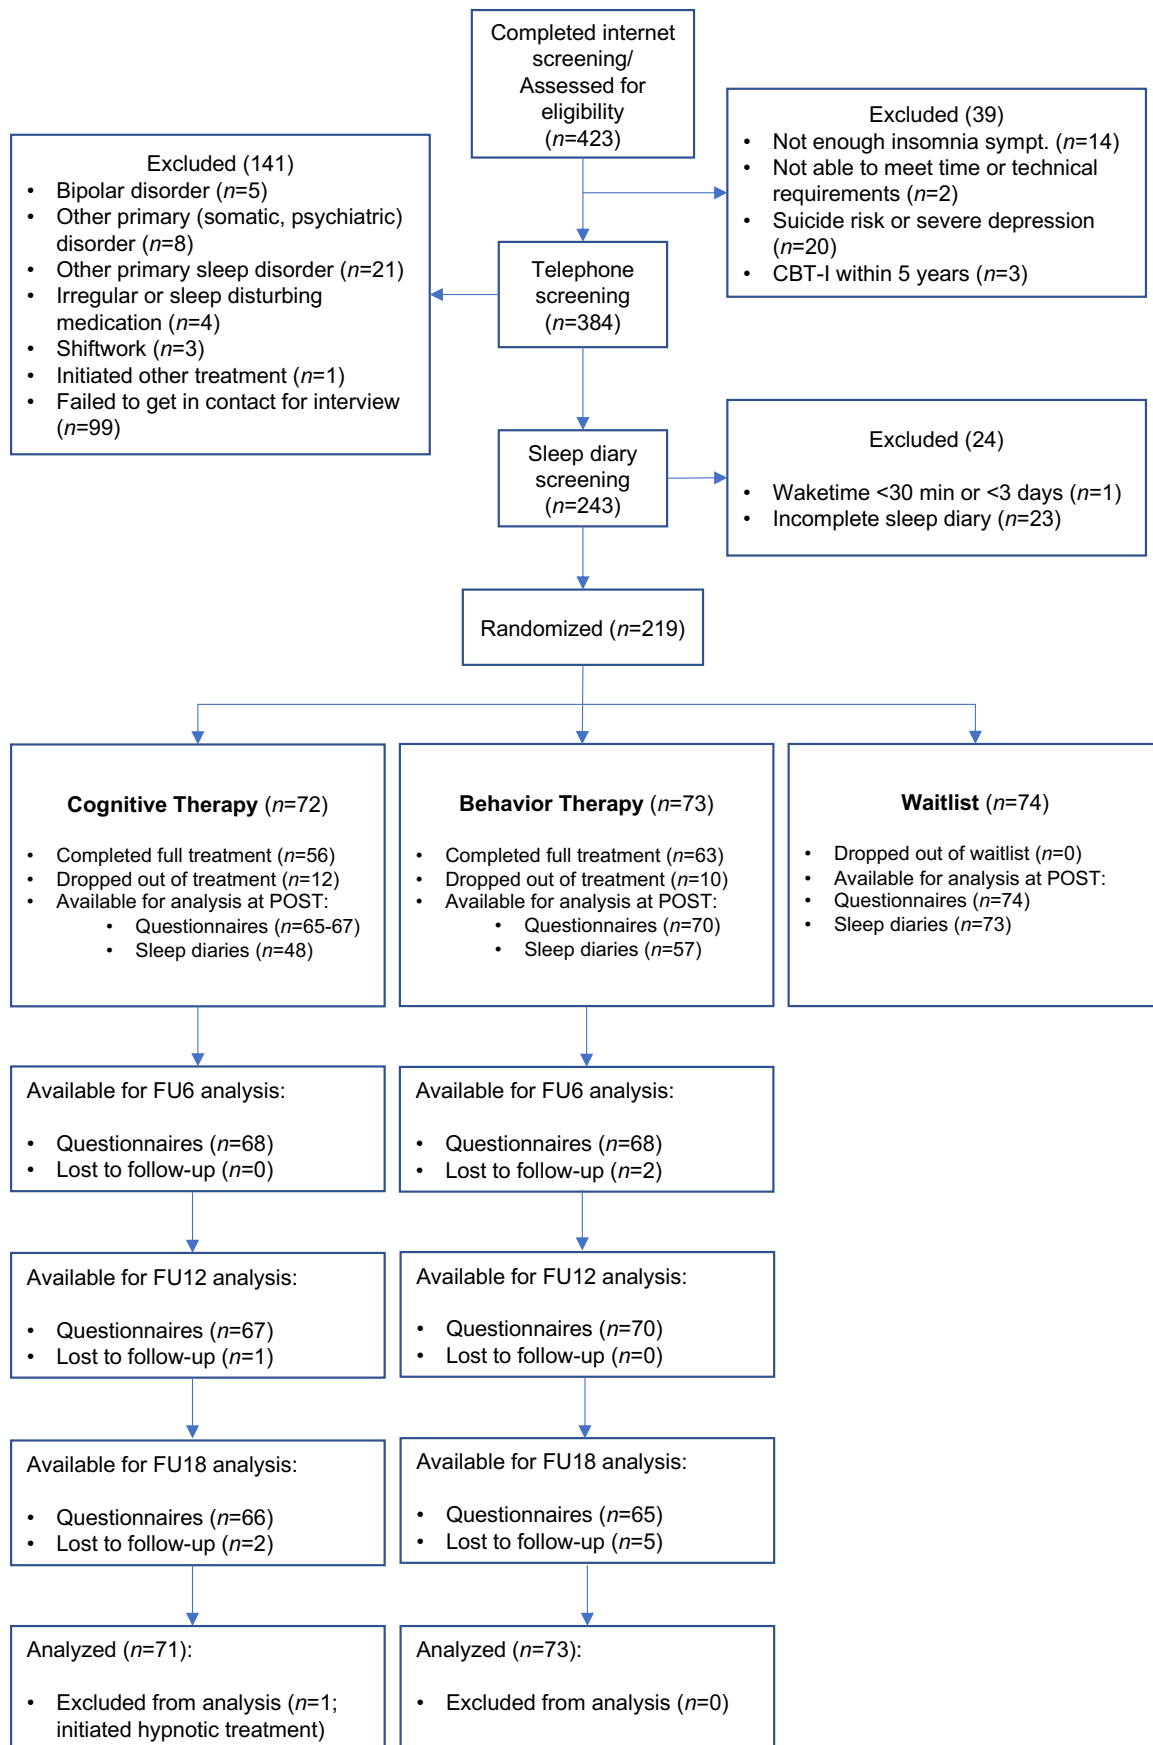 Completed internet
screening/
Assessed for
eligibility
(n=423)
Excluded (39)
• Not enough insomnia sympt. (n=14)
• Not able to meet time or technical
requirements (n=2)
• Suicide risk or severe depression
(n=20)
• CBT-I within 5 years (n=3)
Excluded (141)
• Bipolar disorder (n=5)
• Other primary (somatic, psychiatric)
disorder (n=8)
• Other primary sleep disorder (n=21)
• Irregular or sleep disturbing
medication (n=4)
• Shiftwork (n=3)
• Initiated other treatment (n=1)
• Failed to get in contact for interview
(n=99)
Telephone
screening
(n=384)
Sleep diary
screening
(n=243)
Excluded (24)
• Waketime <30 min or <3 days (n=1)
• Incomplete sleep diary (n=23)
Randomized (n=219)
Cognitive Therapy (n=72)
• Completed full treatment (n=56)
• Dropped out of treatment (n=12)
• Available for analysis at POST:
• Questionnaires (n=65-67)
• Sleep diaries (n=48)
Behavior Therapy (n=73)
• Completed full treatment (n=63)
• Dropped out of treatment (n=10)
• Available for analysis at POST:
• Questionnaires (n=70)
• Sleep diaries (n=57)
Waitlist (n=74)
• Dropped out of waitlist (n=0)
• Available for analysis at POST:
• Questionnaires (n=74)
• Sleep diaries (n=73)
Available for FU6 analysis:
• Questionnaires (n=68)
• Lost to follow-up (n=0)
Available for FU6 analysis:
• Questionnaires (n=68)
• Lost to follow-up (n=2)
Available for FU12 analysis:
• Questionnaires (n=67)
• Lost to follow-up (n=1)
Available for FU12 analysis:
• Questionnaires (n=70)
• Lost to follow-up (n=0)
Available for FU18 analysis:
• Questionnaires (n=66)
• Lost to follow-up (n=2)
Available for FU18 analysis:
• Questionnaires (n=65)
• Lost to follow-up (n=5)
Analyzed (n=71):
• Excluded from analysis (n=1;
initiated hypnotic treatment)
Analyzed (n=73):
• Excluded from analysis (n=0)